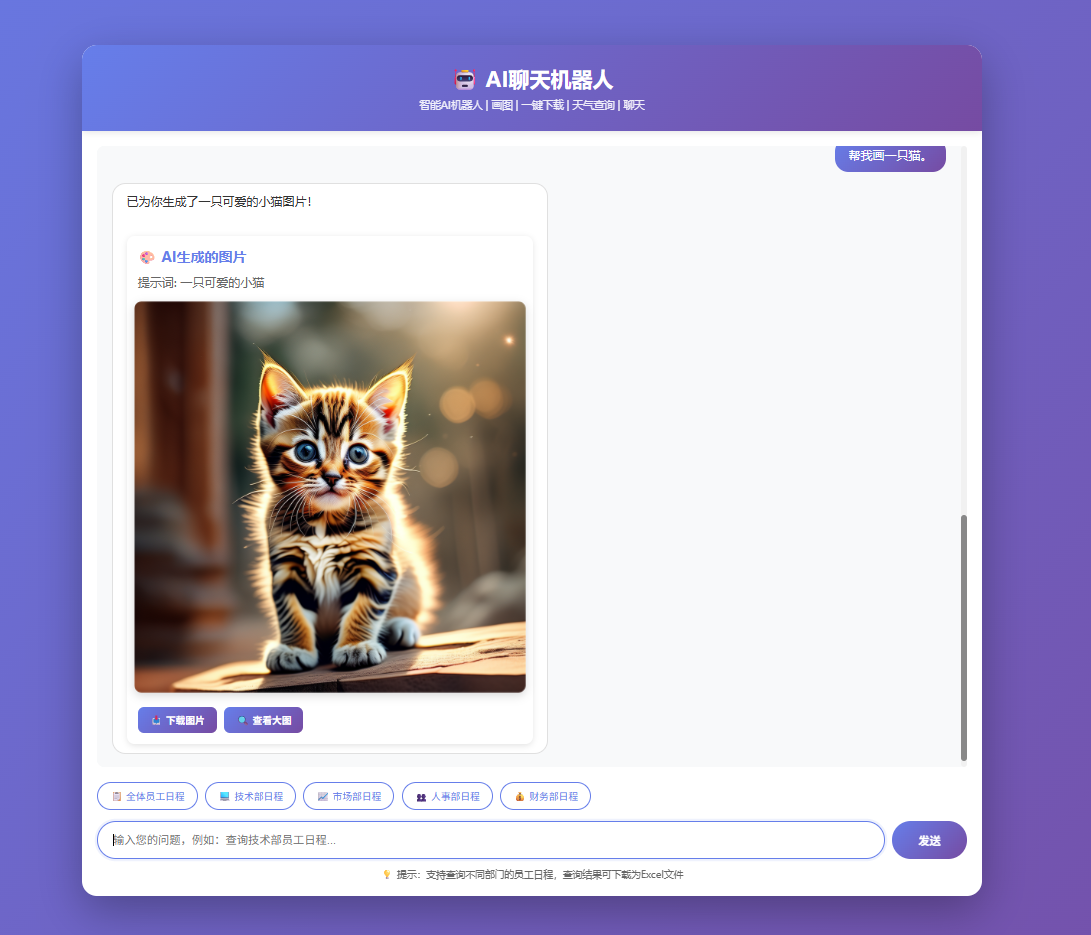 AI聊天机器人
智能AI机器人 | 画图 | 一键下载 | 天气查询 | 聊天
帮我画一只猫。
已为你生成了一只可爱的小猫图片！
AI生成的图片
提示词: 一只可爱的小猫
下载图片 查看大图
全体员工日程 技术部日程 市场部日程 人事部日程 财务部日程
输入您的问题，例如：查询技术部员工日程...
发送
提示：支持查询不同部门的员工日程，查询结果可下载为Excel文件